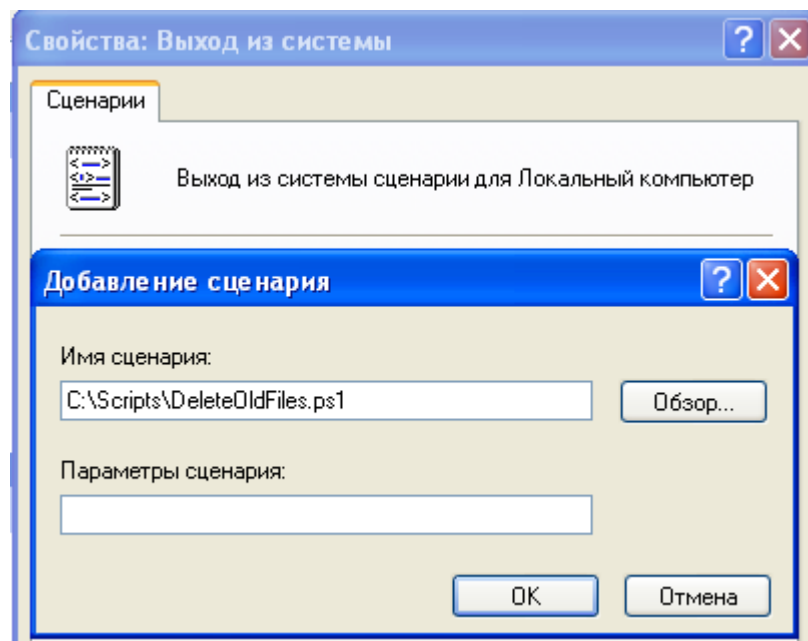 Свойства: Выход из системы
Сценарии
Выход из системы сценарии для Локальный компьютер
Добавление сценария
Имя сценария:
C:\Scripts\DeleteOldFiles.ps1
Обзор...
Параметры сценария:
OK
Отмена